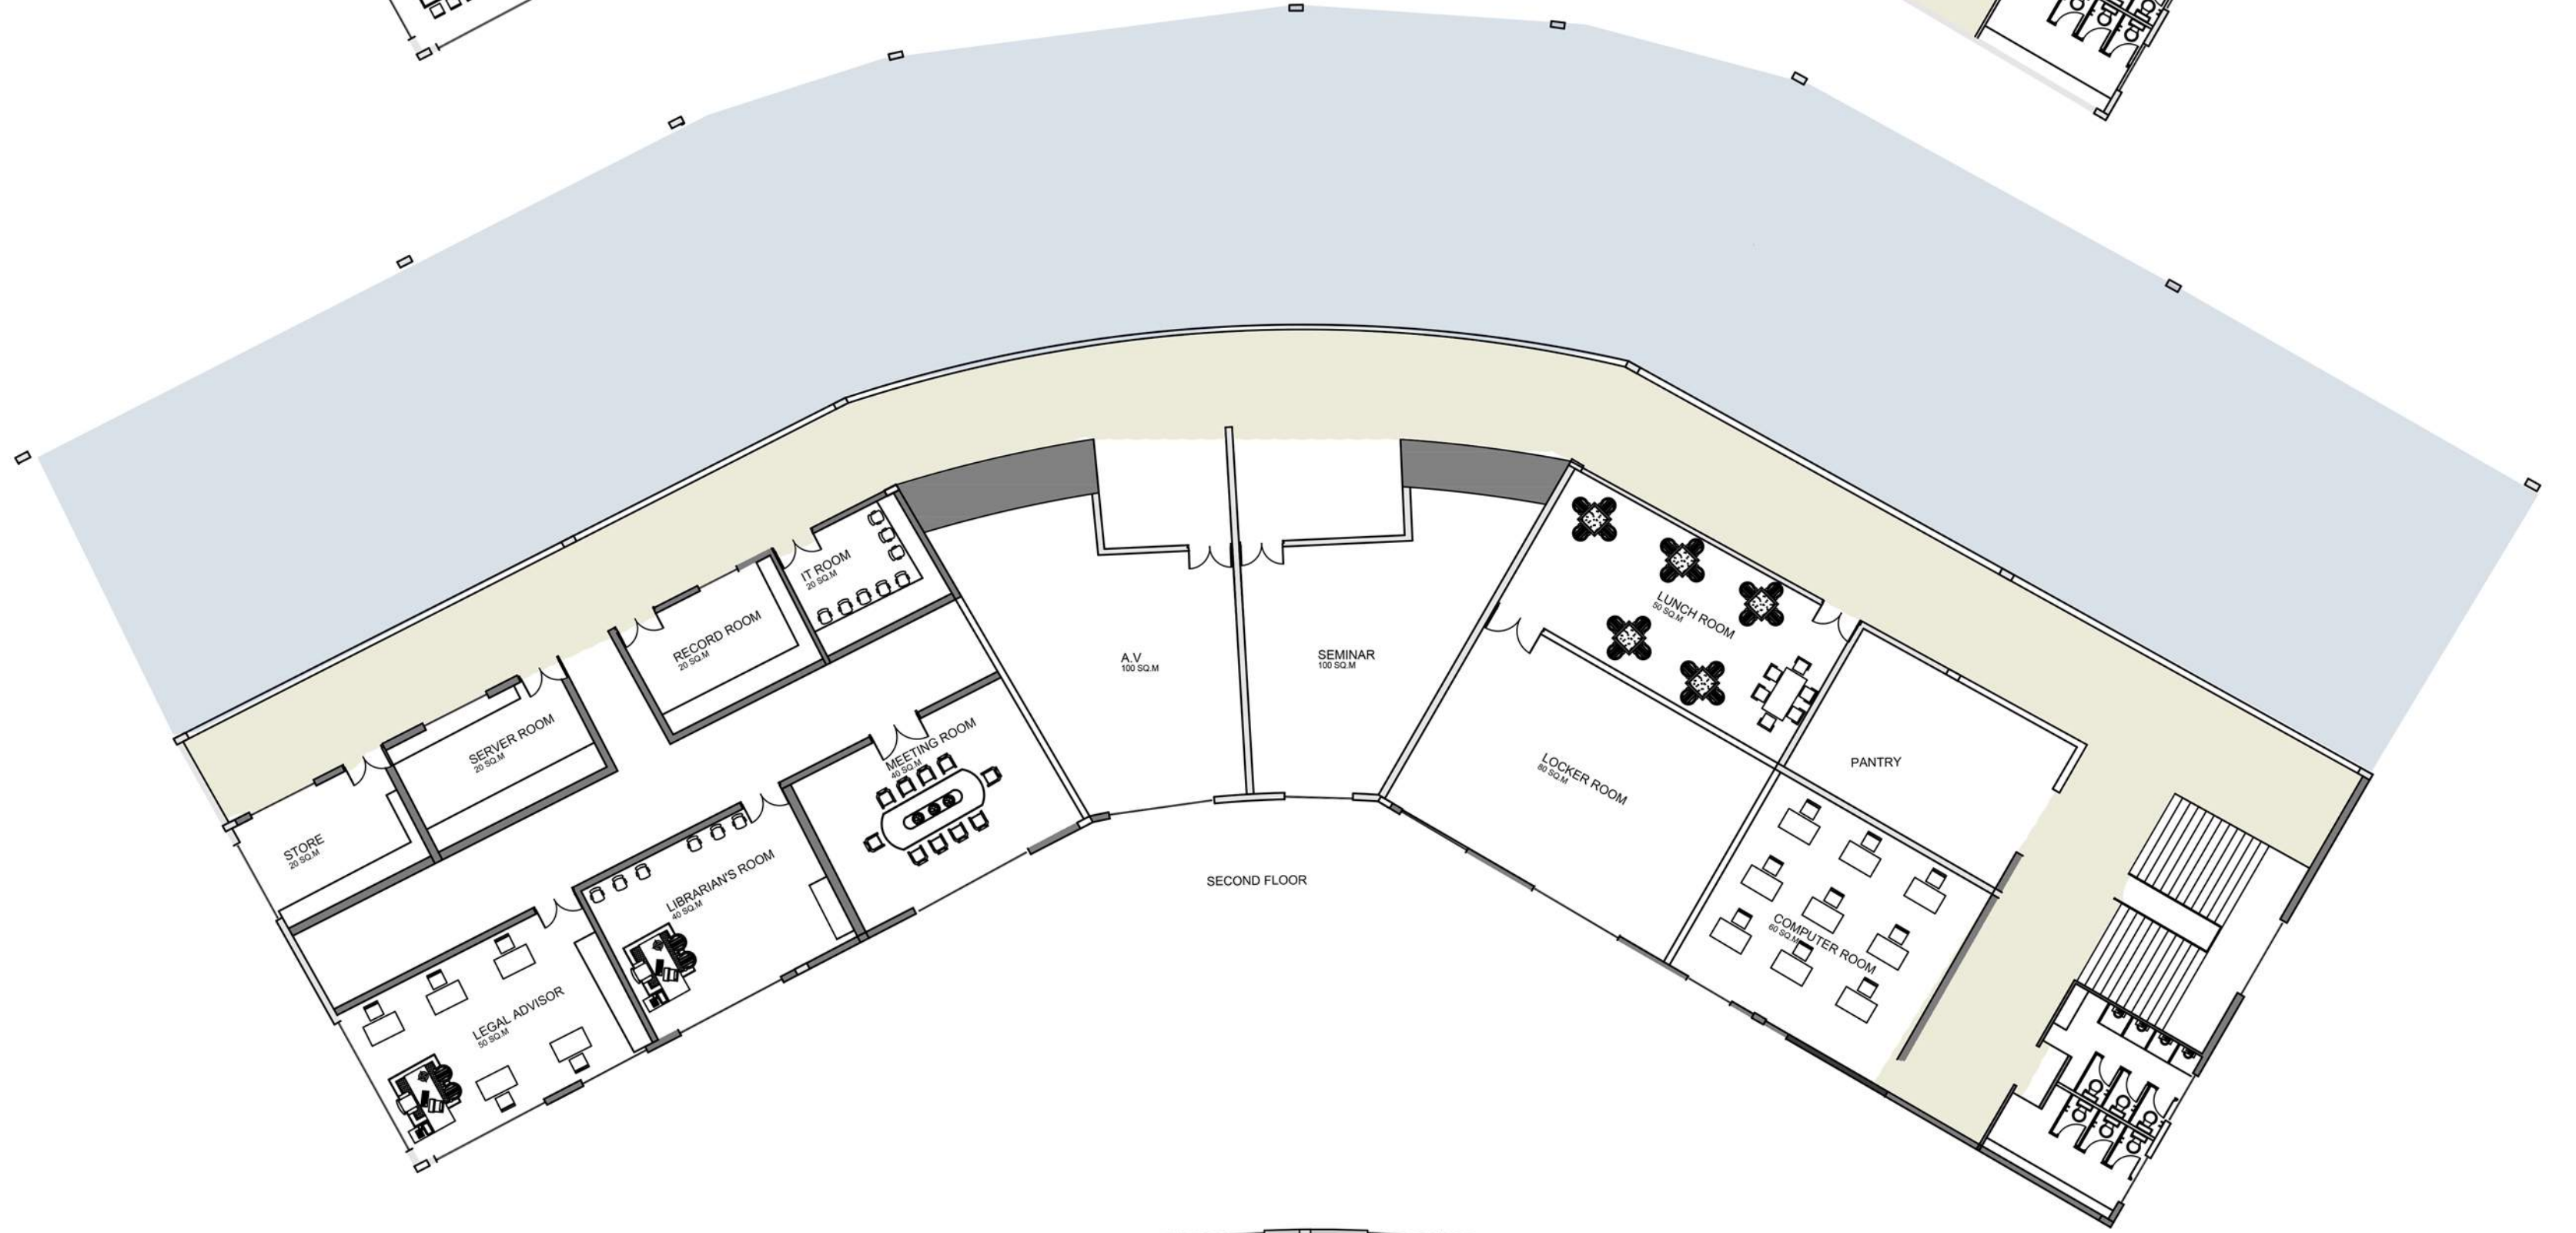 IT ROOM
20 SQ.M
RECORD ROOM
20 SQ.M
SERVER ROOM
20 SQ.M
STORE
20 SQ.M
MEETING ROOM
40 SQ.M
LIBRARIAN'S ROOM
40 SQ.M
LEGAL ADVISOR
50 SQ.M
A.V
100 SQ.M
SEMINAR
100 SQ.M
LUNCH ROOM
50 SQ.M
LOCKER ROOM
80 SQ.M
PANTRY
COMPUTER ROOM
60 SQ.M
SECOND FLOOR